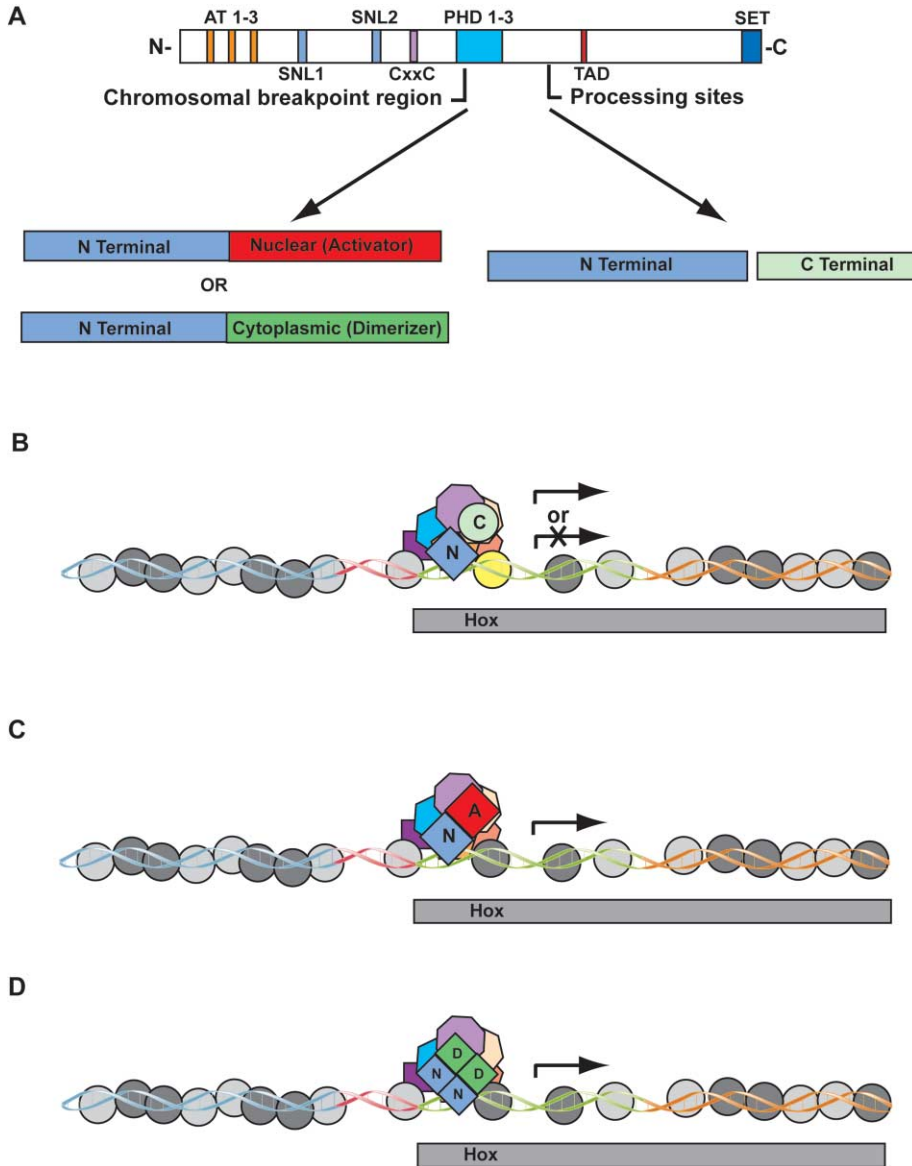 A
AT 1-3 SNL2 PHD 1-3 SET
N- -C
SNL1 CxxC TAD
Chromosomal breakpoint region Processing sites
N Terminal Nuclear (Activator)
OR
N Terminal Cytoplasmic (Dimerizer)
N Terminal C Terminal
B
C
or
N
X
Hox
C
A
N
Hox
D
D
N D
N
Hox